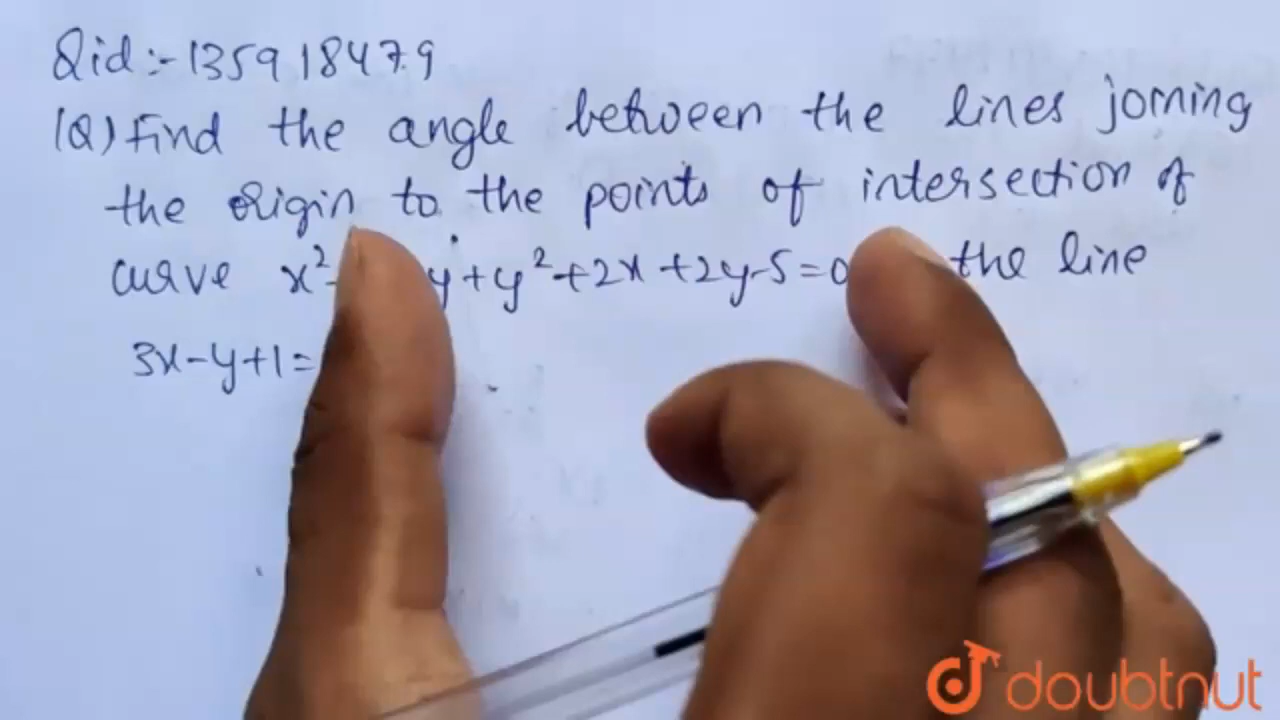 Qid:-135918479
(Q) Find the angle between the lines joining
the origin to the points of intersection of
curve x²- y+y²+2x+2y-5=0 the line
3x-y+1=
doubtnut